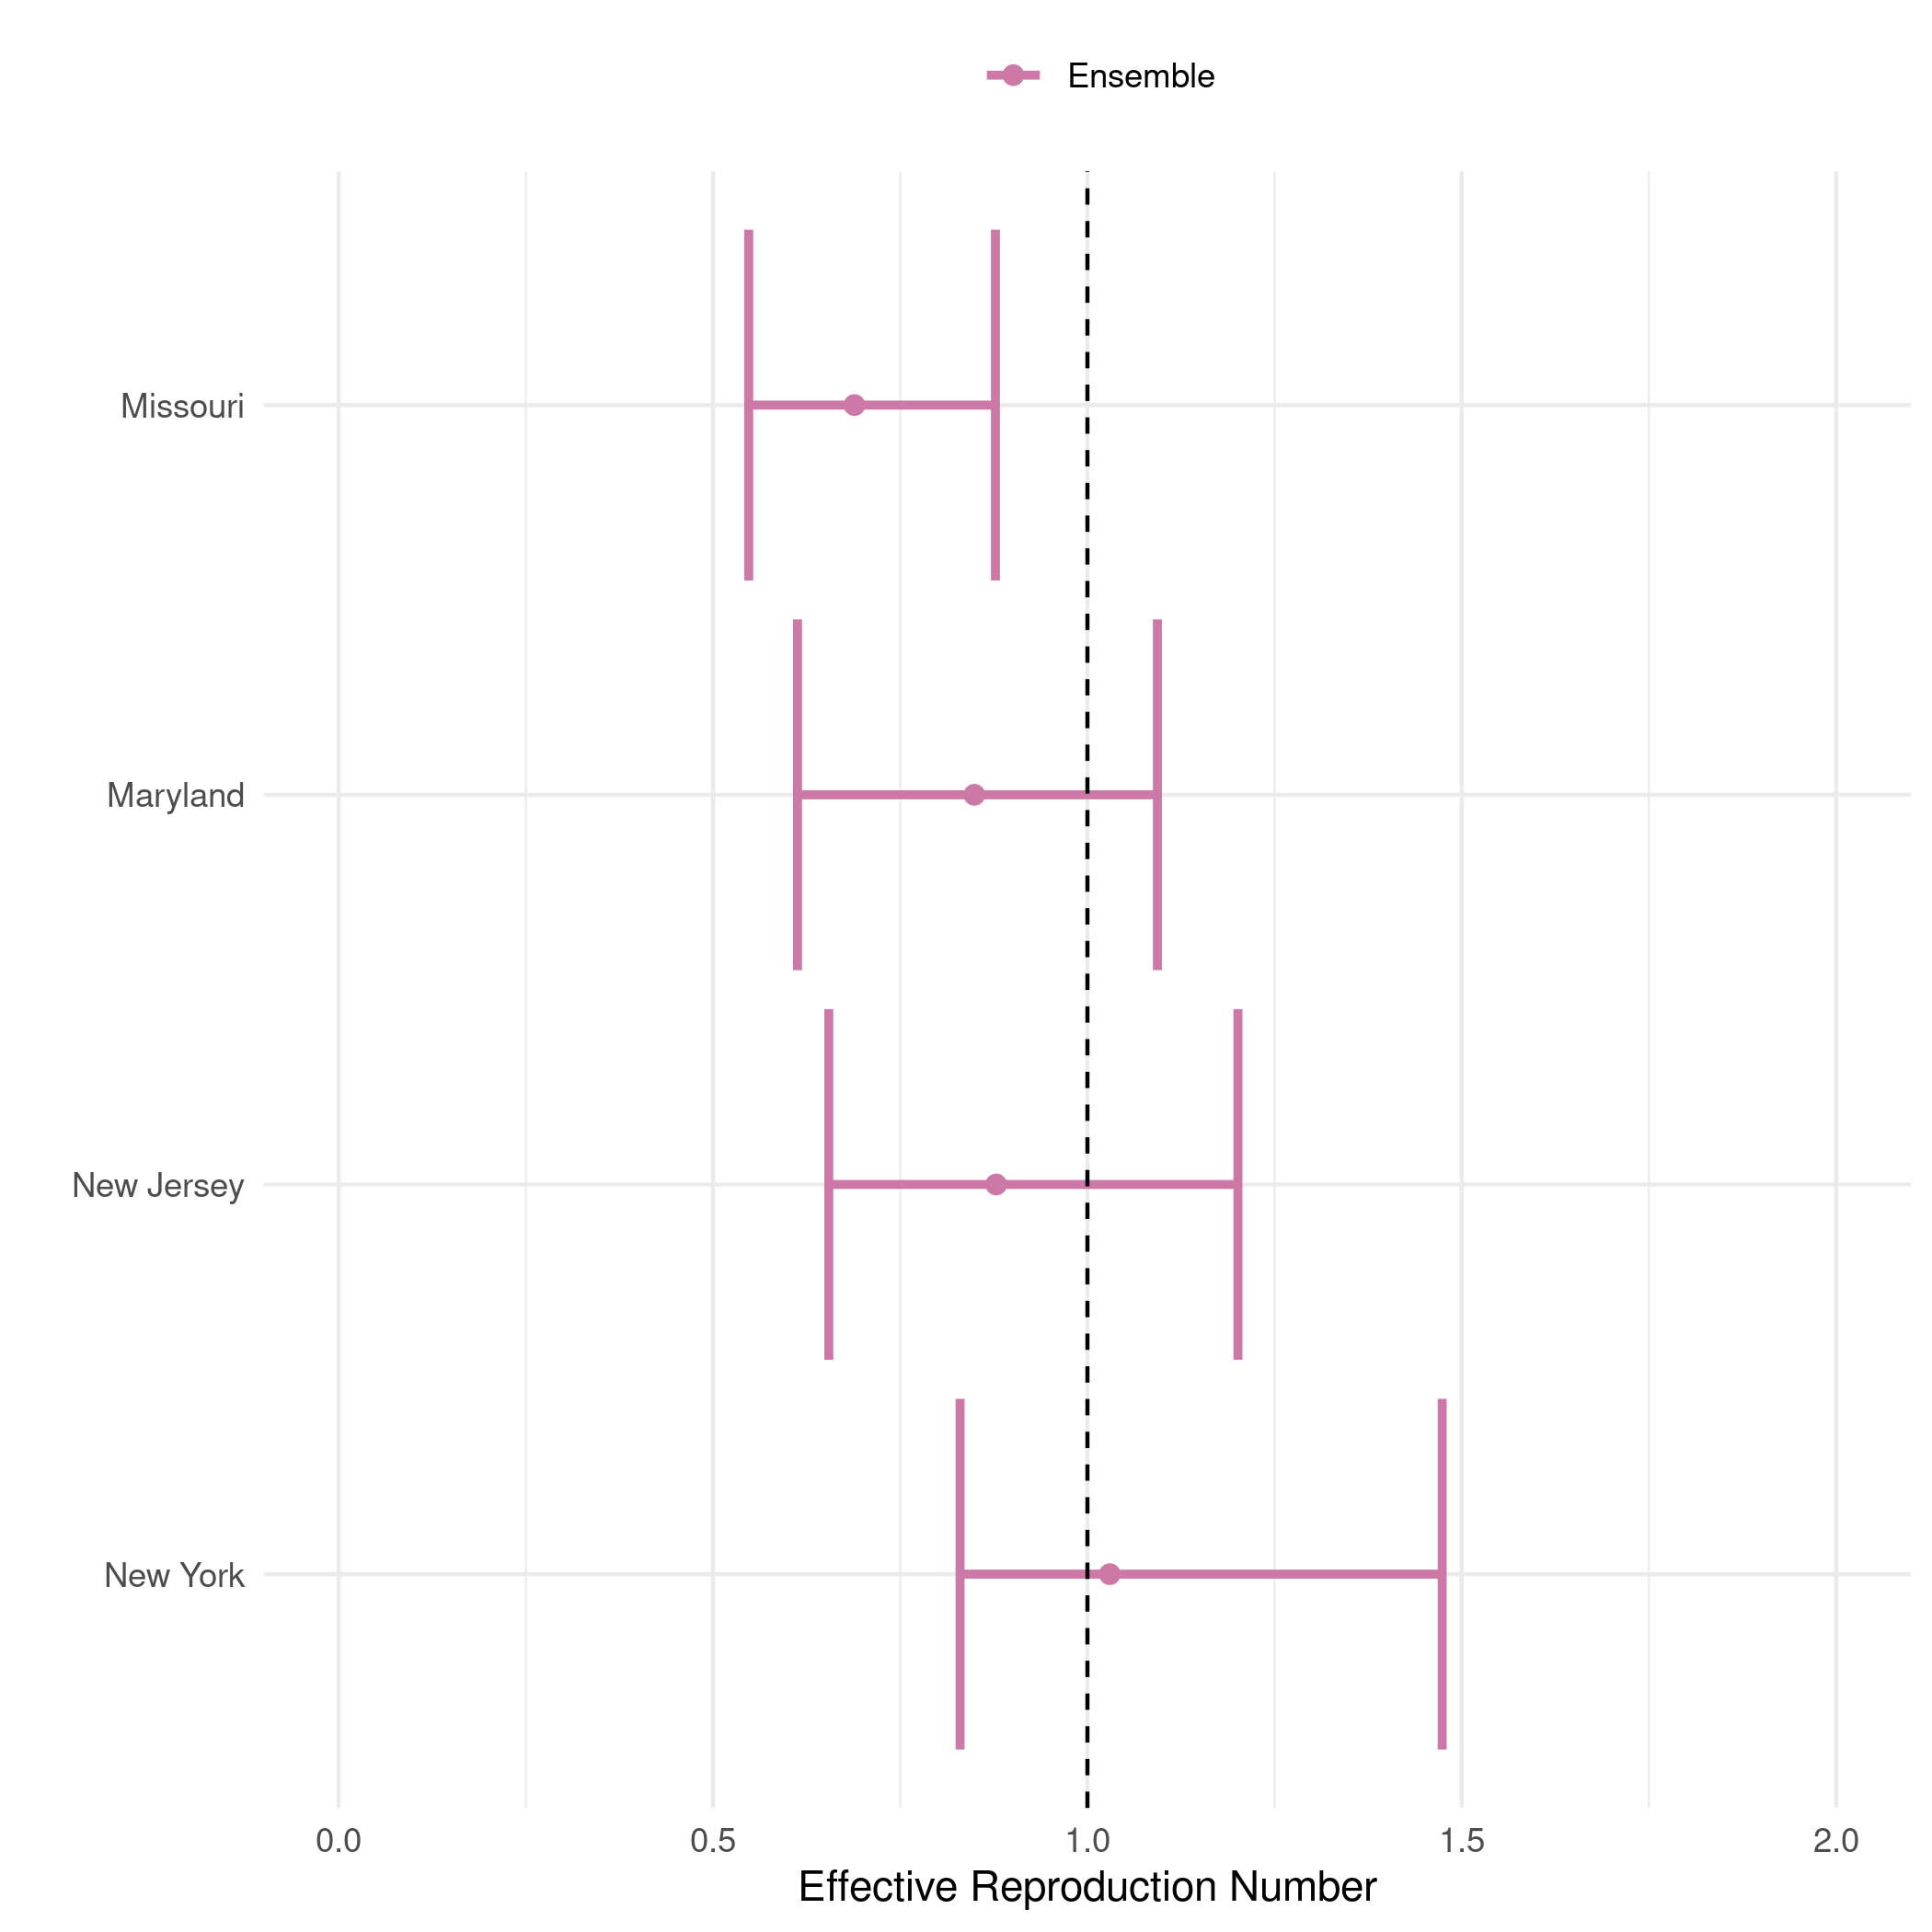 Ensemble
Missouri
Maryland
New Jersey
New York
0.0 0.5 1.0 1.5 2.0
Effective Reproduction Number